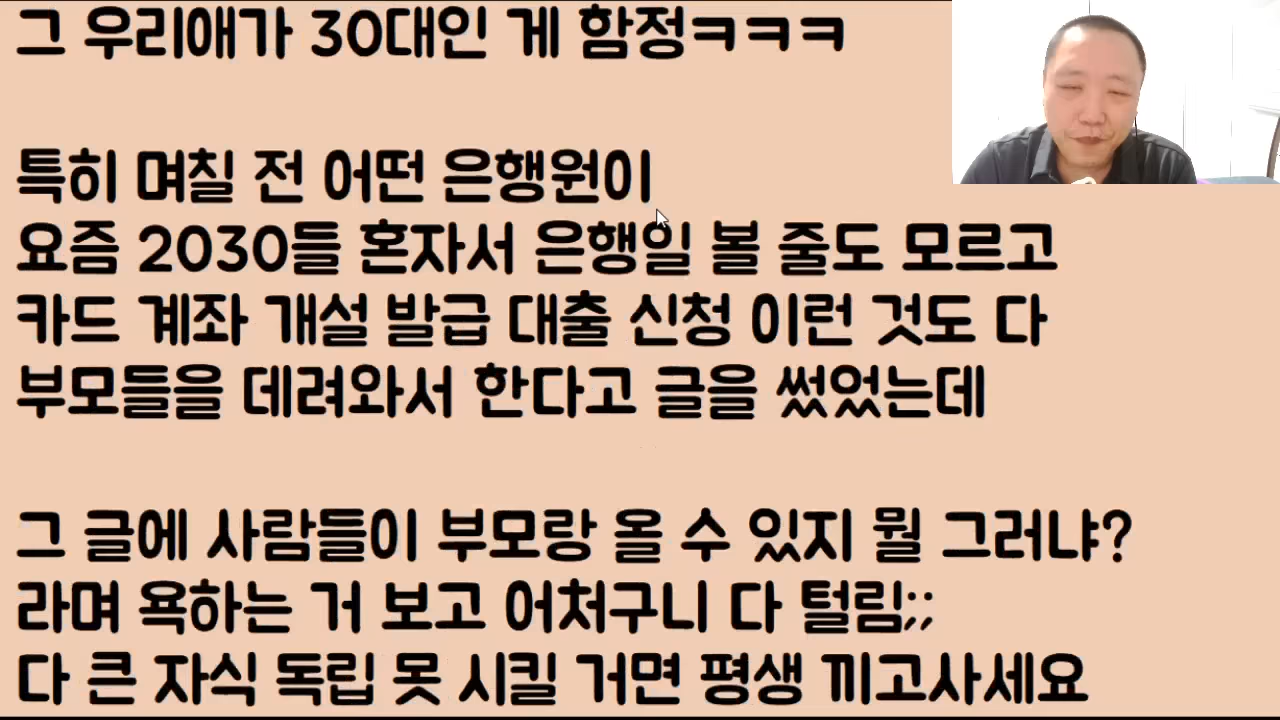 그 우리애가 30대인 게 함정ㅋㅋㅋ
특히 며칠 전 어떤 은행원이
요즘 2030들 혼자서 은행일 볼 줄도 모르고
카드 계좌 개설 발급 대출 신청 이런 것도 다
부모들을 데려와서 한다고 글을 썼었는데
그 글에 사람들이 부모랑 올 수 있지 뭘 그러냐?
라며 욕하는 거 보고 어처구니 다 털림;;
다 큰 자식 독립 못 시킬 거면 평생 끼고사세요